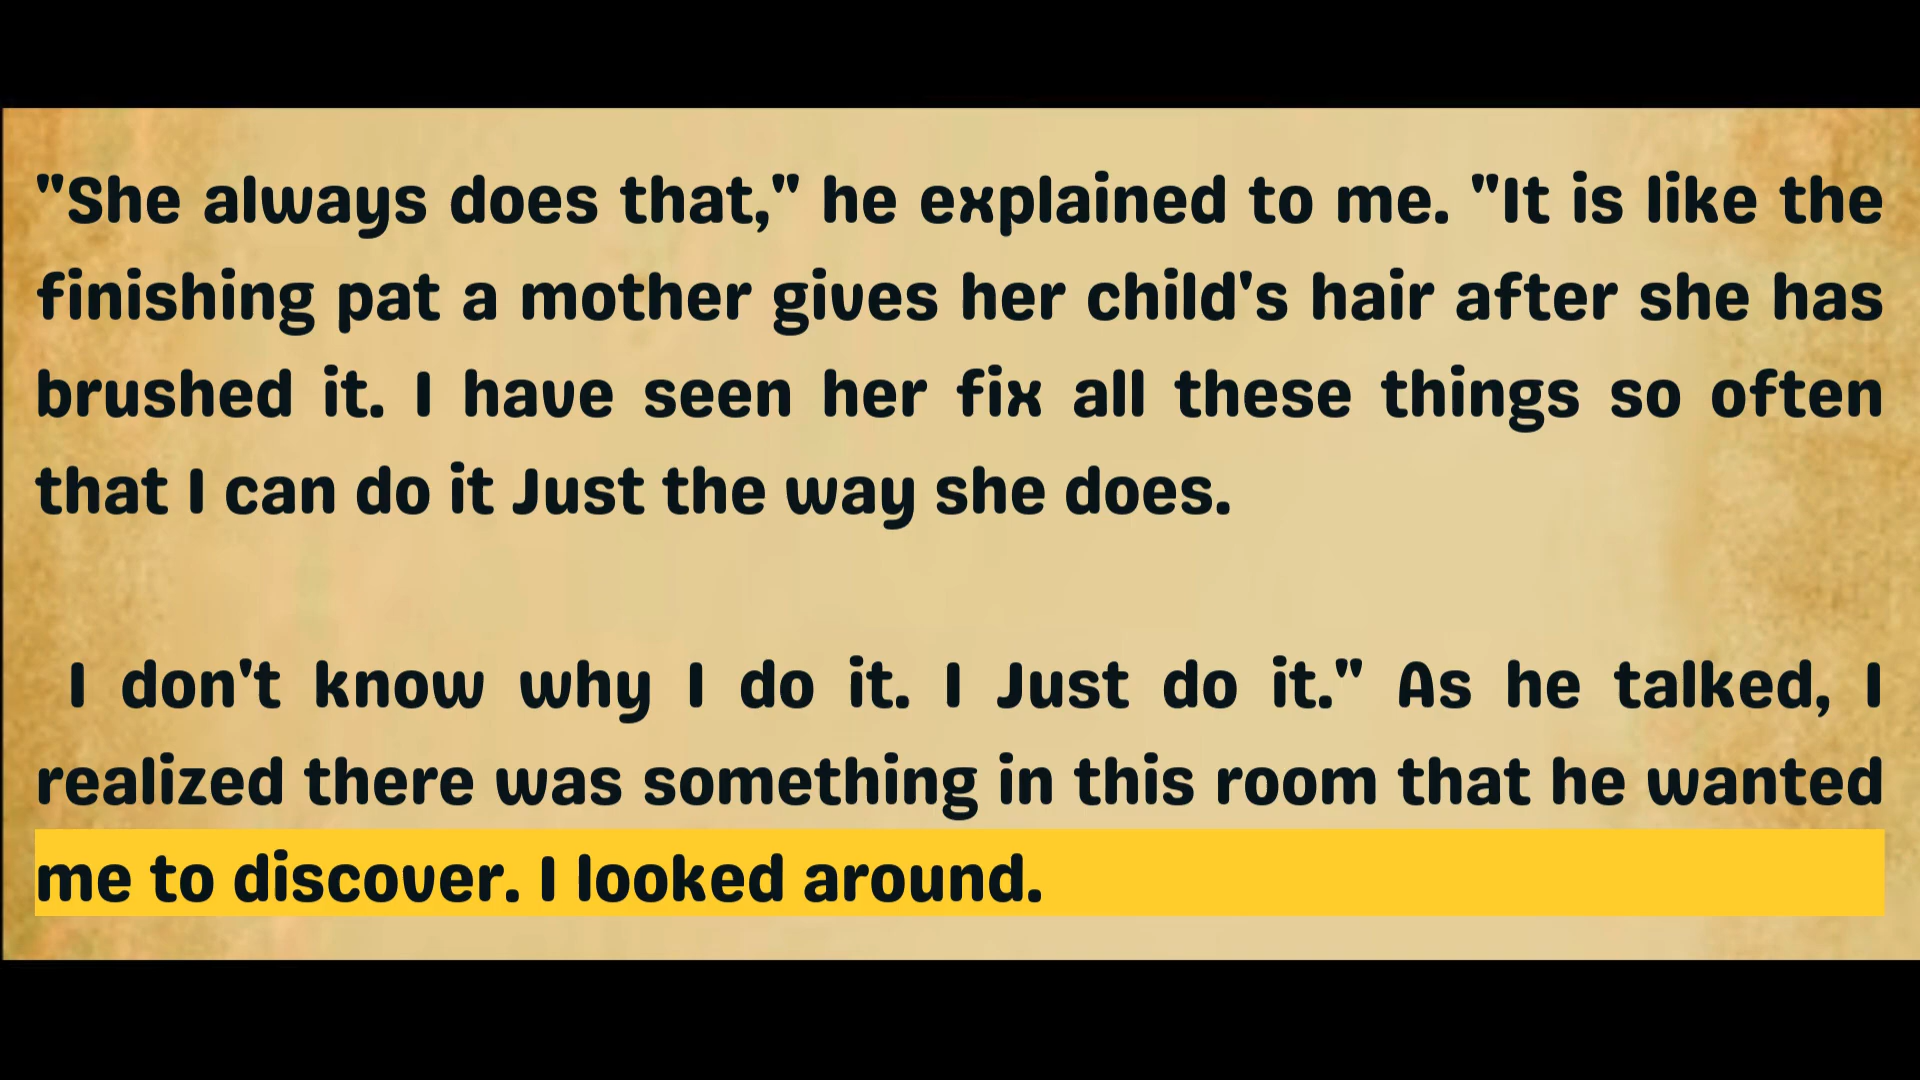 "She always does that," he explained to me. "It is like the
finishing pat a mother gives her child's hair after she has
brushed it. I have seen her fix all these things so often
that I can do it Just the way she does.
I don't know why I do it. I Just do it." As he talked, I
realized there was something in this room that he wanted
me to discover. I looked around.